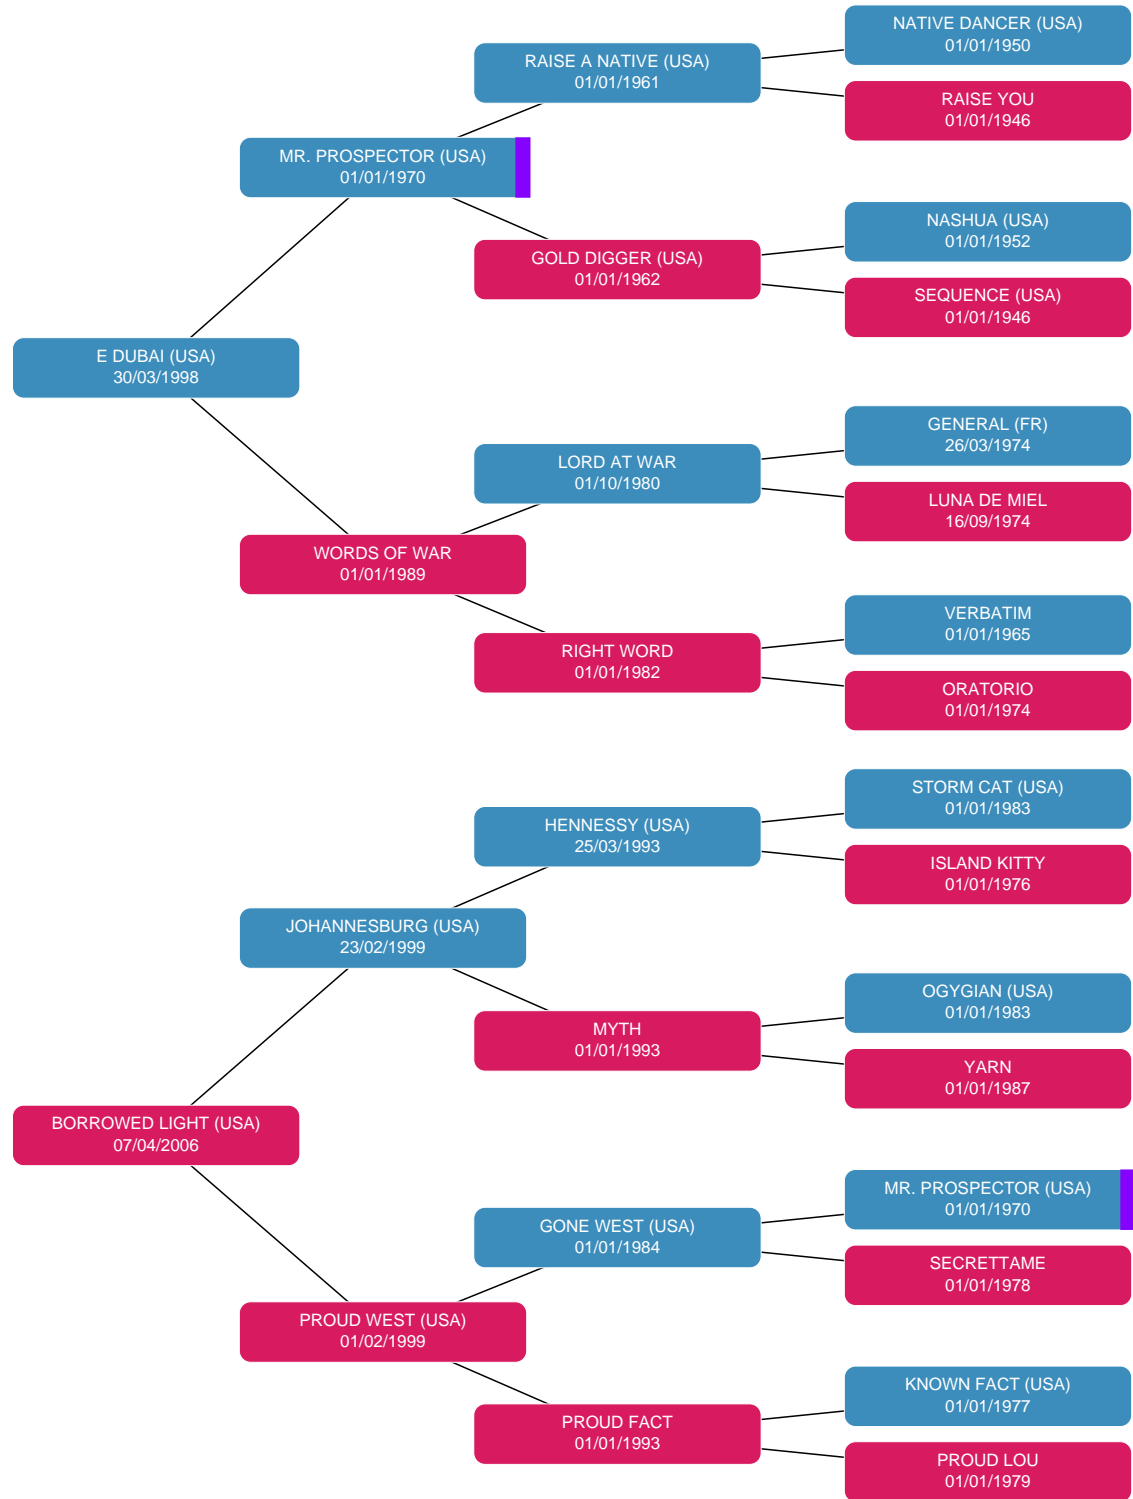 NATIVE DANCER (USA)
01/01/1950
RAISE A NATIVE (USA)
01/01/1961
RAISE YOU
01/01/1946
MR. PROSPECTOR (USA)
01/01/1970
NASHUA (USA)
01/01/1952
GOLD DIGGER (USA)
01/01/1962
SEQUENCE (USA)
01/01/1946
E DUBAI (USA)
30/03/1998
GENERAL (FR)
26/03/1974
LORD AT WAR
01/10/1980
LUNA DE MIEL
16/09/1974
WORDS OF WAR
01/01/1989
VERBATIM
01/01/1965
RIGHT WORD
01/01/1982
ORATORIO
01/01/1974
STORM CAT (USA)
01/01/1983
HENNESSY (USA)
25/03/1993
ISLAND KITTY
01/01/1976
JOHANNESBURG (USA)
23/02/1999
OGYGIAN (USA)
01/01/1983
MYTH
01/01/1993
YARN
01/01/1987
BORROWED LIGHT (USA)
07/04/2006
MR. PROSPECTOR (USA)
01/01/1970
GONE WEST (USA)
01/01/1984
SECRETTAME
01/01/1978
PROUD WEST (USA)
01/02/1999
KNOWN FACT (USA)
01/01/1977
PROUD FACT
01/01/1993
PROUD LOU
01/01/1979